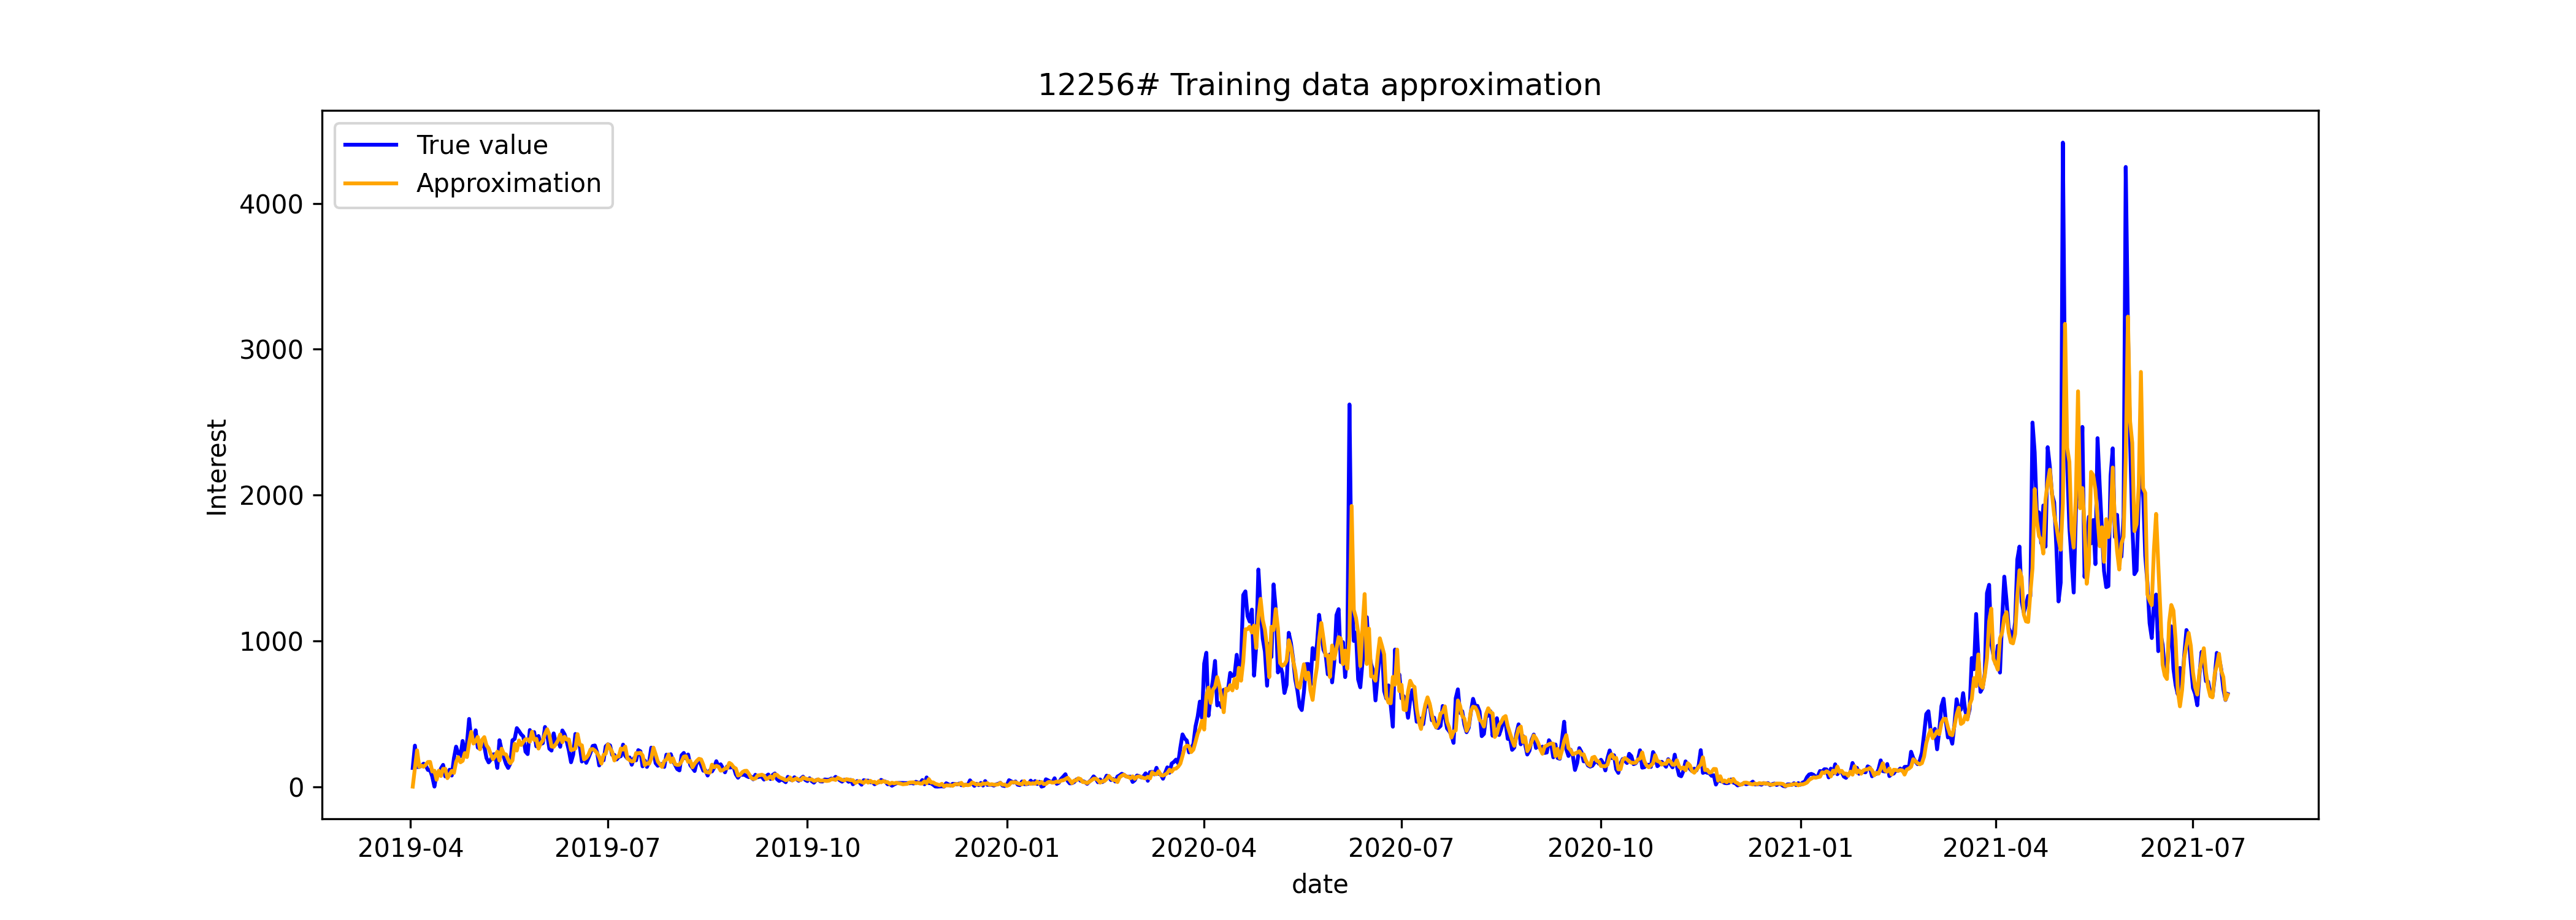 12256# Training data approximation
True value
Approximation
Interest
4000
3000
2000
1000
0
2019-04 2019-07 2019-10 2020-01 2020-04 2020-07 2020-10 2021-01 2021-04 2021-07
date